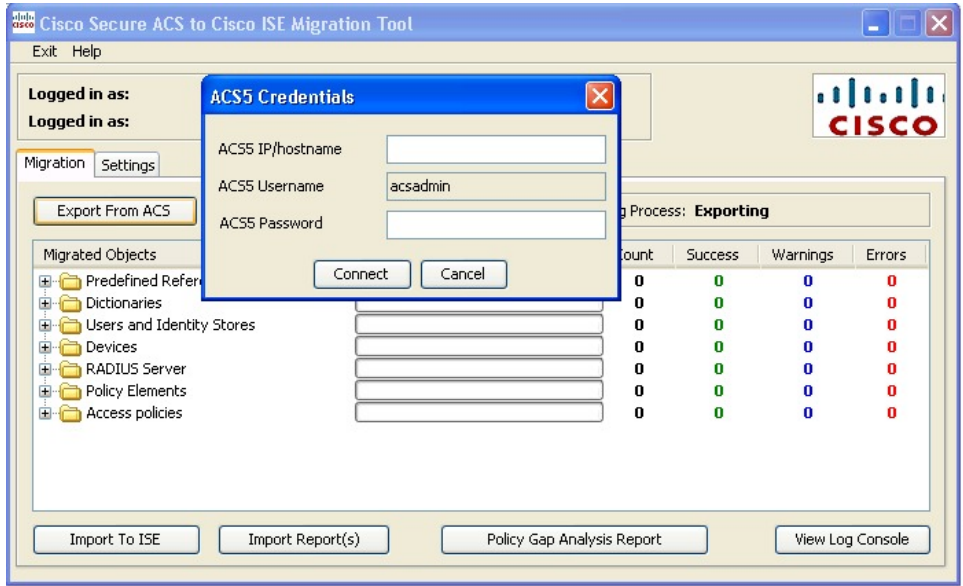 Cisco Secure ACS to Cisco ISE Migration Tool
Exit Help
Logged in as:
Logged in as:
CISCO
ACS5 Credentials
ACS5 IP/hostname
ACS5 Username acsadmin
ACS5 Password
Connect Cancel
Migration Settings
Export From ACS Process: Exporting
Migrated Objects Success Warnings Errors
Predefined 0 0 0 0
Dictionaries 0 0 0 0
Users and Identity Stores 0 0 0 0
Devices 0 0 0 0
RADIUS Server 0 0 0 0
Policy Elements 0 0 0 0
Access policies 0 0 0 0
Import To ISE Import Report(s) Policy Gap Analysis Report View Log Console